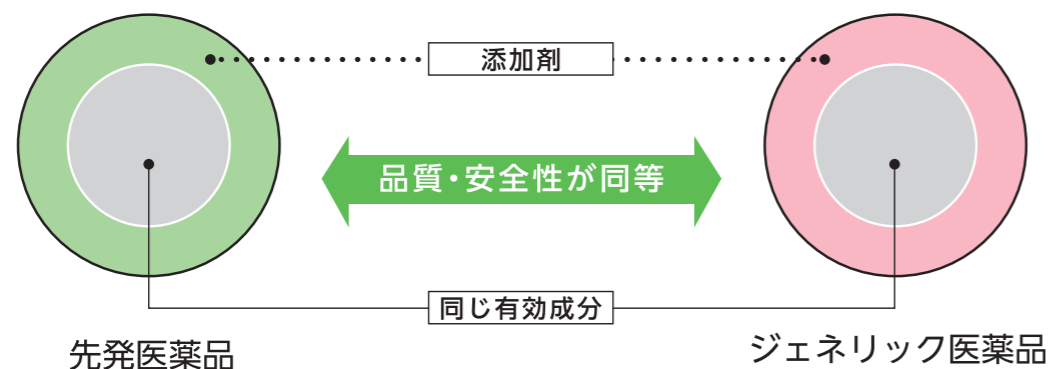 添加剤
品質・安全性が同等
同じ有効成分
先発医薬品
ジェネリック医薬品